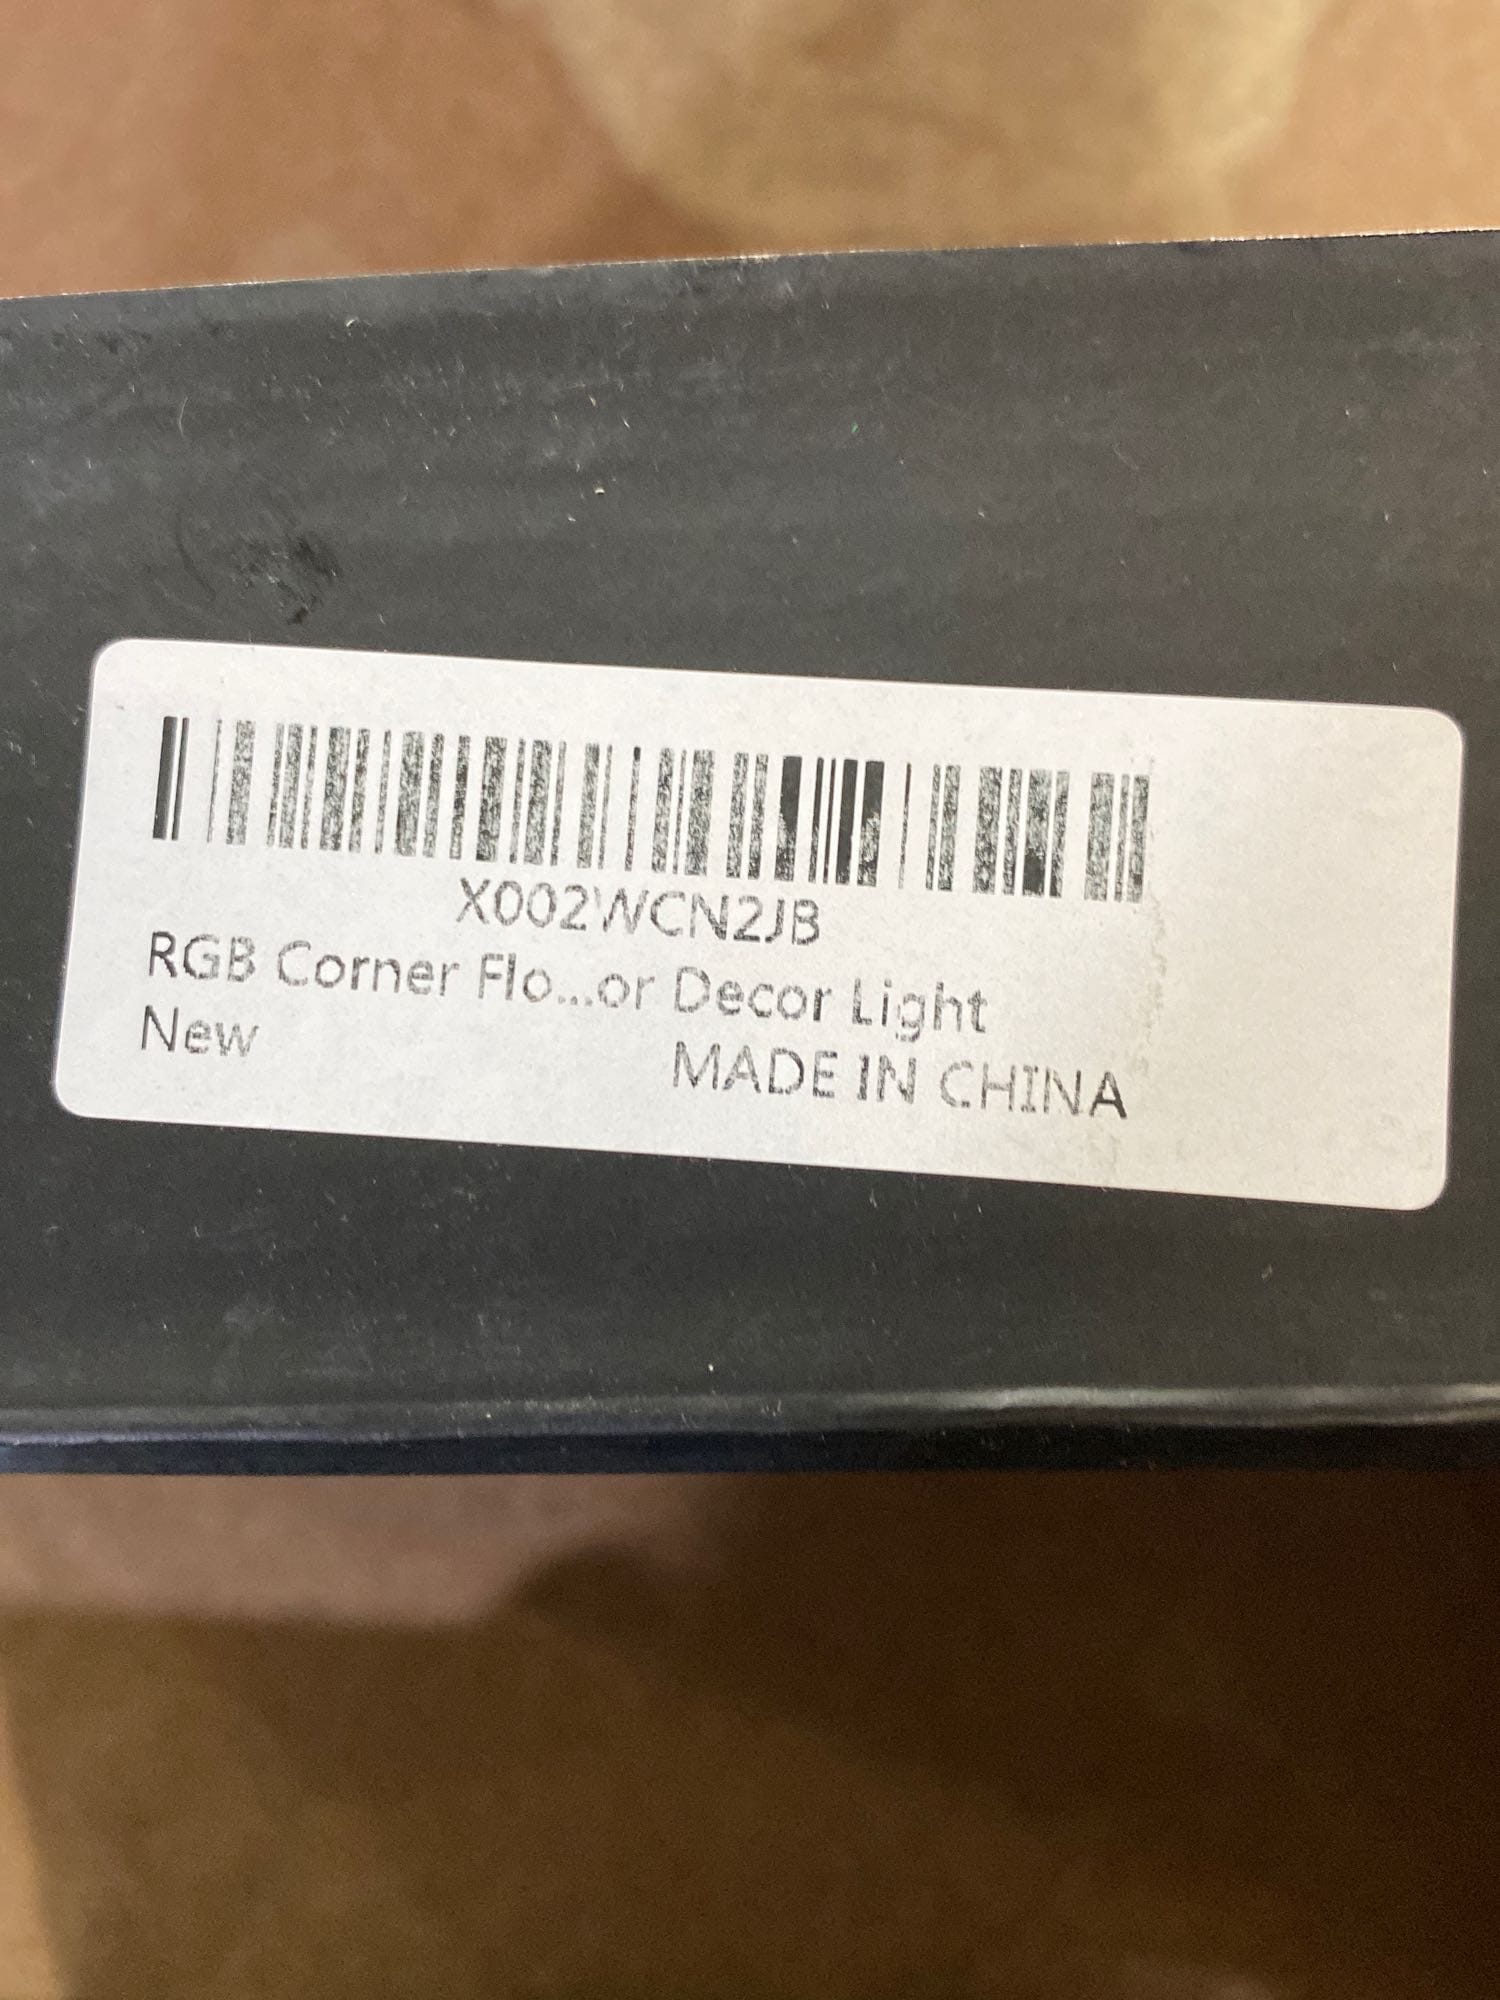 X002WCN2JB
RGB Corner Flo...or Decor Light
New
MADE IN CHINA